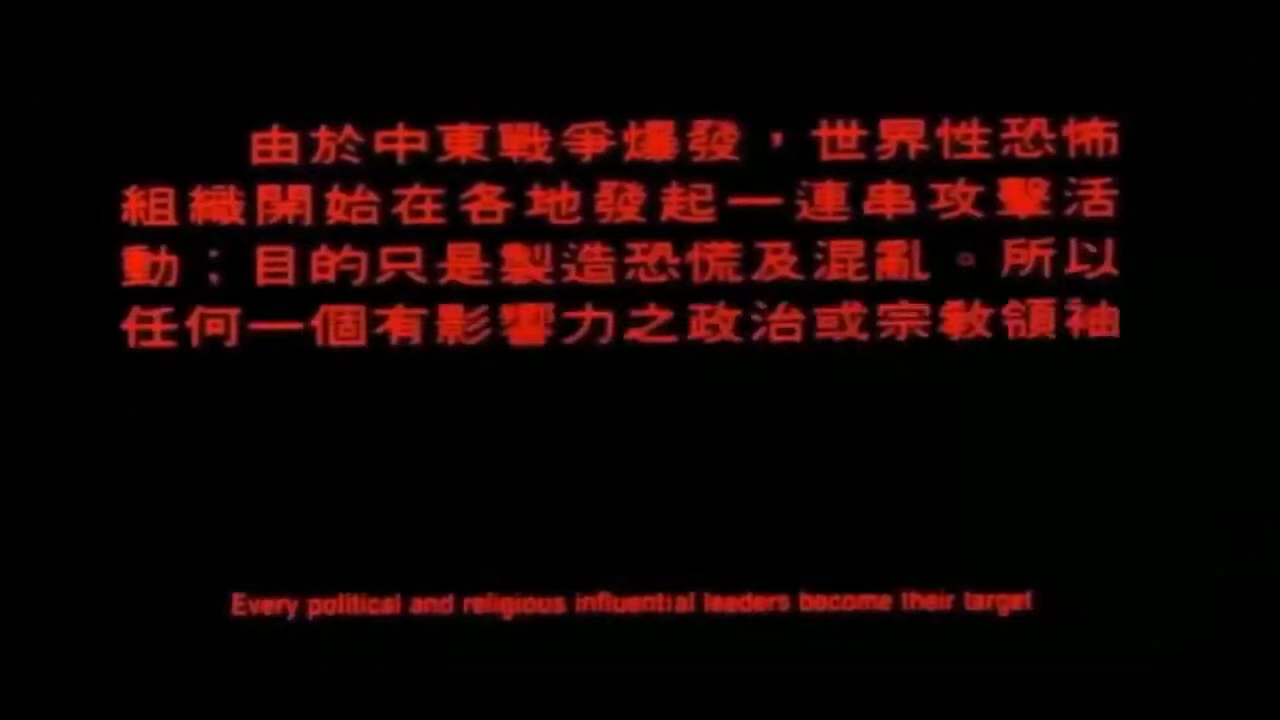 由於中東戰爭爆發，世界性恐怖
組織開始在各地發起一連串攻擊活
動；目的只是製造恐慌及混亂。所以
任何一個有影響力之政治或宗教領袖
Every political and religious influential leaders become their target